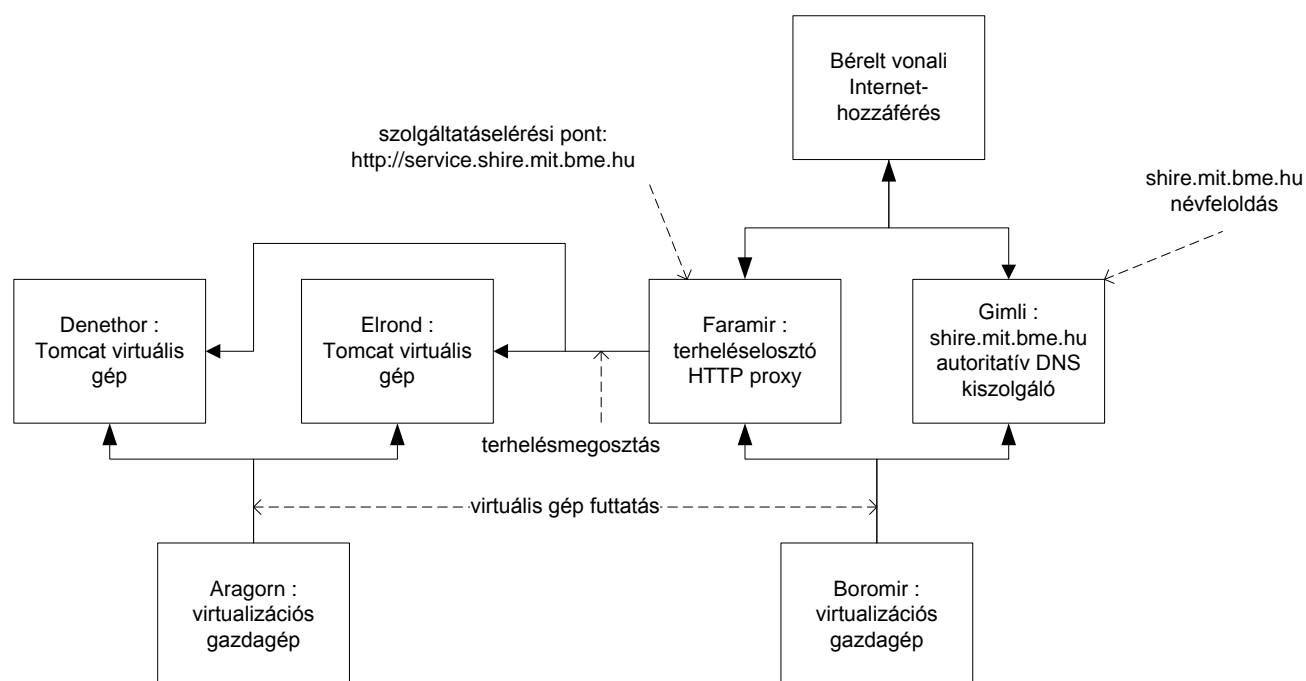 Bérelt vonali
Internet-
hozzáférés
szolgáltatáselérési pont:
http://service.shire.mit.bme.hu
shire.mit.bme.hu
névfeloldás
Denethor :
Tomcat virtuális
gép
Elrond :
Tomcat virtuális
gép
Faramir :
terheléselosztó
HTTP proxy
Gimli :
shire.mit.bme.hu
autoritatív DNS
kiszolgáló
terhelésmegosztás
virtuális gép futtatás
Aragorn :
virtualizációs
gazdagép
Boromir :
virtualizációs
gazdagép